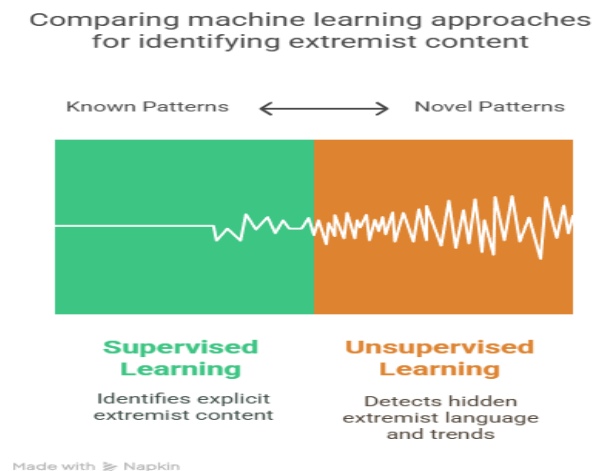 Comparing machine learning approaches
for identifying extremist content
Known Patterns
Novel Patterns
Supervised
Learning
Identifies explicit
extremist content
Unsupervised
Learning
Detects hidden
extremist language
and trends
Made with Napkin